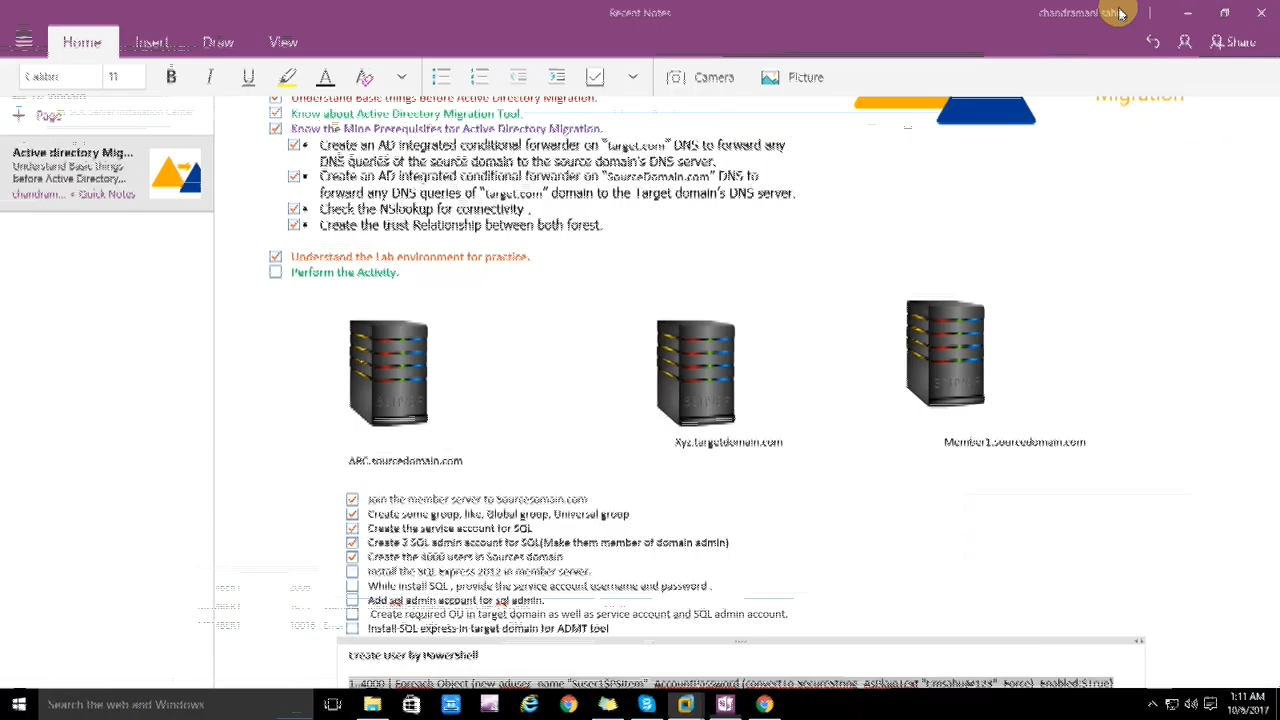 Recent Notes
Home Insert Draw View
Share
11 B I U A Camera Picture
Page
Understand Basic things before Active Directory Migration.
Migration
Know about Active Directory Migration Tool.
Know the Mine Prerequisites for Active Directory Migration.
Create an AD integrated conditional forwarder on "target.com" DNS to forward any
DNS queries of the source domain to the source domain's DNS server.
Create an AD integrated conditional forwarder on "SourceDomain.com" DNS to
forward any DNS queries of "target.com" domain to the Target domain's DNS server.
Check the NSlookup for connectivity .
Create the trust Relationship between both forest.
Active directory Mig...
Understand Basic things
before Active Directory...
chandram... • Quick Notes
Understand the Lab environment for practice.
Perform the Activity.
Xyz.targetdomain.com
Member1.sourcedomain.com
ABC.sourcedomain.com
Join the member server to
Create some group, like, Global group, Universal group
Create the service account for SQL
Create 3 SQL admin account for SQL(Make them member of domain admin)
Create the 4000 users in Source domain
Install the SQL Express 2012 in member server.
While install SQL , provide the service account username and password .
Add sql admin account for sql admin.
Create required OU in target domain as well as service account and SQL admin account.
Install SQL express in target domain for ADMT tool
Create user by Powershell
Search the web and Windows
1:11 AM
10/9/2017